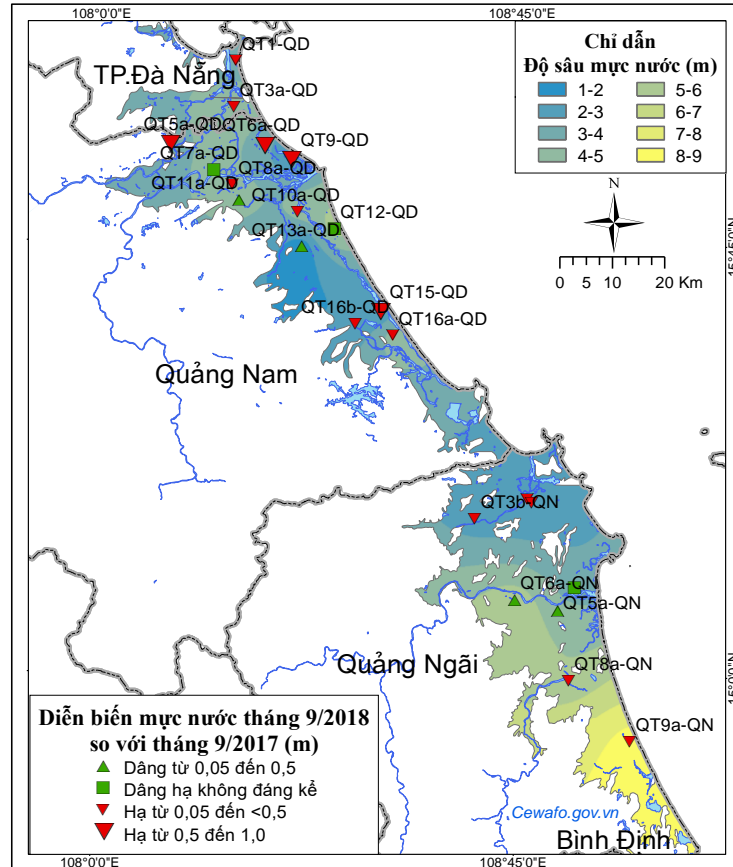 108°0'0"E
108°45'0"E
QT1-QD
TP.Đà Nẵng
QT3a-QD
QT5a-QD
QT6a-QD
QT9-QD
QT7a-QD
QT8a-QD
QT11a-QD
QT10a-QD
QT12-QD
QT13a-QD
QT15-QD
QT16b-QD
QT16a-QD
Quảng Nam
Chỉ dẫn
Độ sâu mực nước (m)
1-2
5-6
2-3
6-7
3-4
7-8
4-5
8-9
N
0 5 10 20 Km
15°45'0"N
QT3b-QN
QT6a-QN
QT5a-QN
Quảng Ngãi
QT8a-QN
15°0'0"N
QT9a-QN
Diễn biến mực nước tháng 9/2018
so với tháng 9/2017 (m)
Dâng từ 0,05 đến 0,5
Dâng hạ không đáng kể
Hạ từ 0,05 đến <0,5
Hạ từ 0,5 đến 1,0
Cewafo.gov.vn
Bình Định
108°0'0"E
108°45'0"E